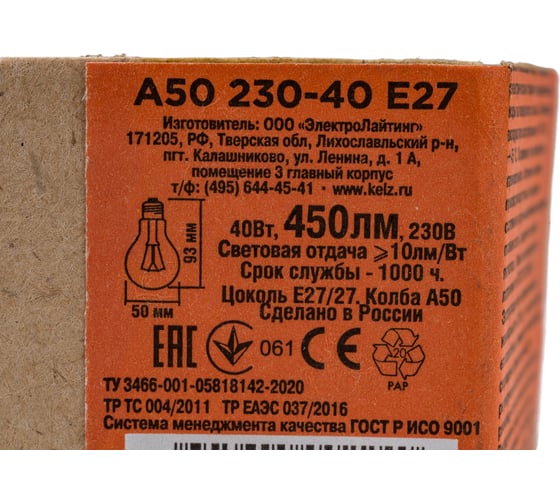 А50 230-40 Е27
Изготовитель: ООО «ЭлектроЛайтинг»
171205, РФ, Тверская обл, Лихославльский р-н,
пгт. Калашниково, ул. Ленина, д. 1 А,
помещение 3 главный корпус
т/ф: (495) 644-45-41 · www.kelz.ru
40Вт, 450лм, 230В
Световая отдача ⩾10лм/Вт
Срок службы - 1000 ч.
Цоколь Е27/27. Колба А50
Сделано в России
93 мм
50 мм
ЕАС 061 CE 20
PAP
ТУ 3466-001-05818142-2020
ТР ТС 004/2011 ТР ЕАЭС 037/2016
Система менеджмента качества ГОСТ Р ИСО 9001